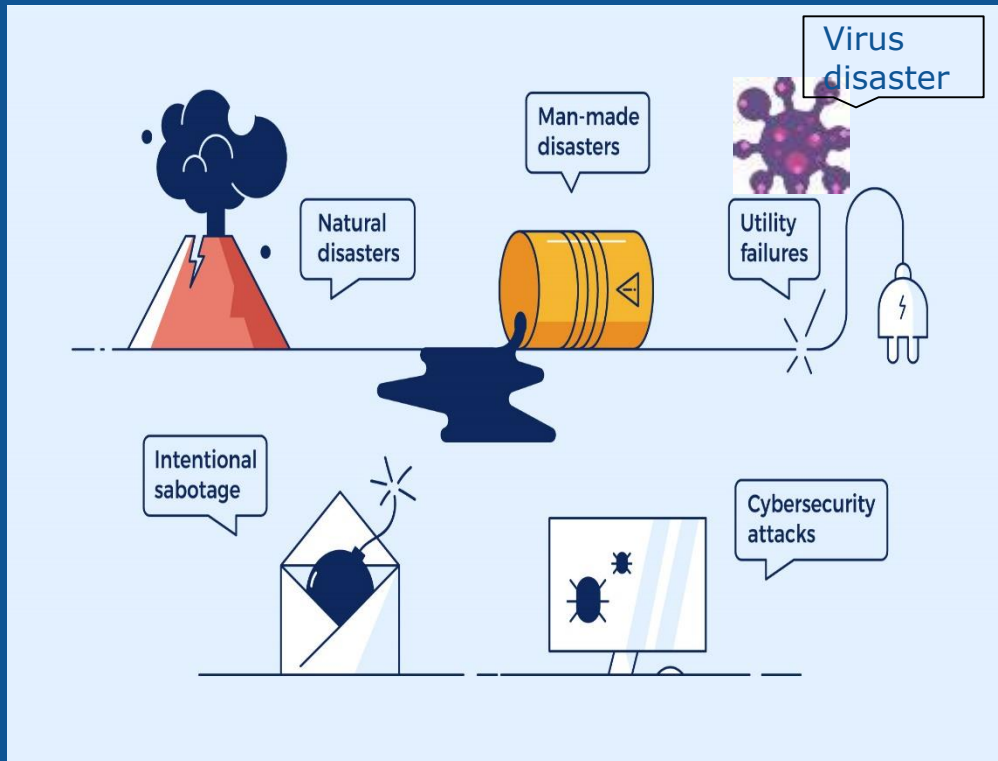 Virus
disaster
Man-made
disasters
Natural
disasters
Utility
failures
Intentional
sabotage
Cybersecurity
attacks